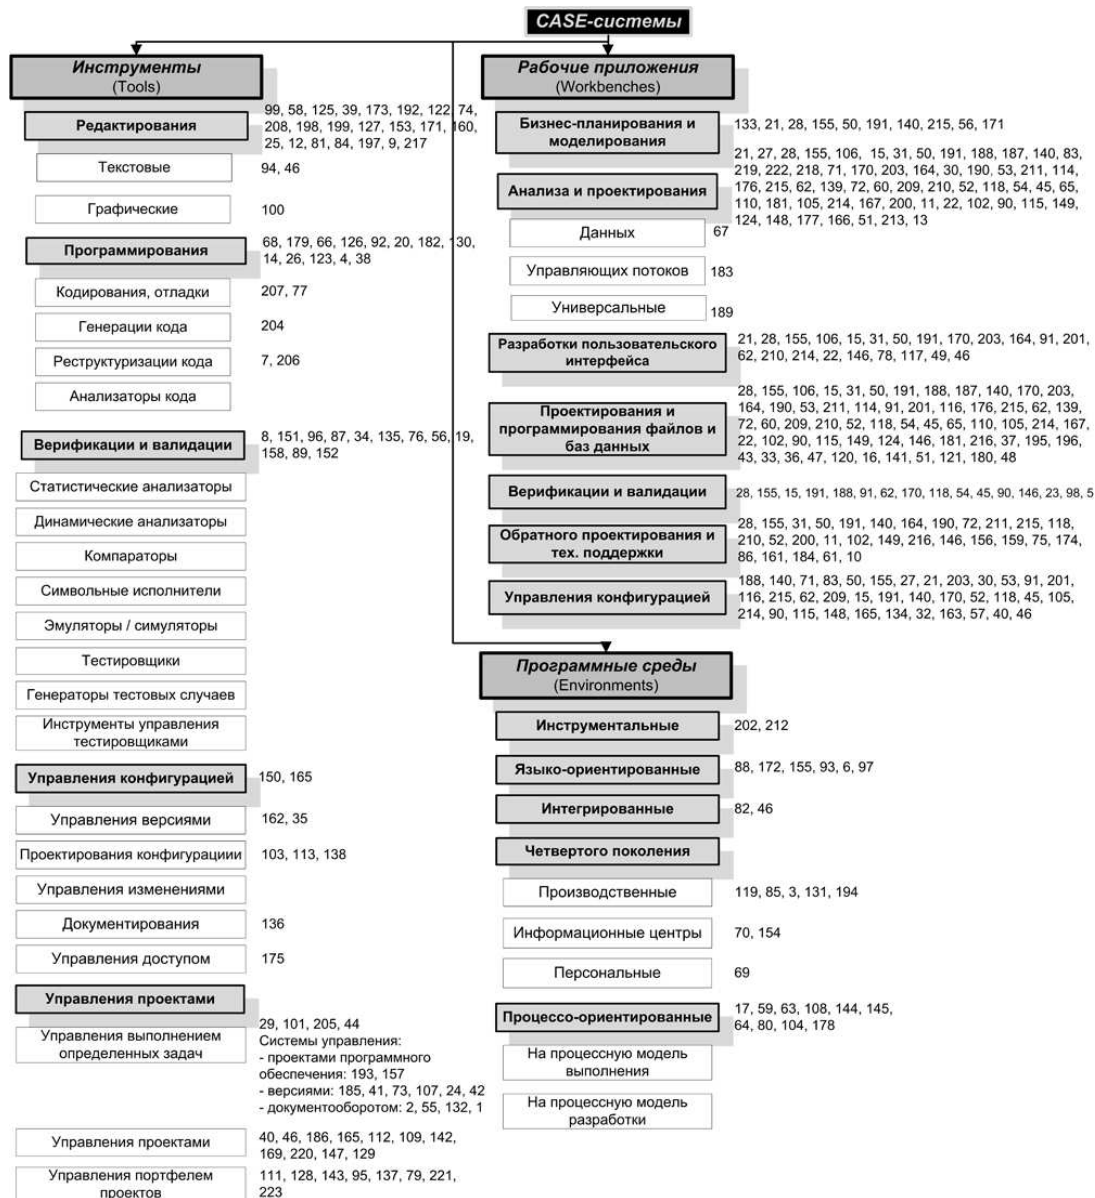 CASE-системы
Инструменты
(Tools)
Редактирования
99, 58, 125, 39, 173, 192, 122, 74,
208, 198, 199, 127, 153, 171, 160,
25, 12, 81, 84, 197, 9, 217
Текстовые
94, 46
Графические
100
Программирования
68, 179, 66, 126, 92, 20, 182, 130,
14, 26, 123, 4, 38
Кодирования, отладки
207, 77
Генерации кода
204
Реструктуризации кода
7, 206
Анализаторы кода
Верификации и валидации
8, 151, 96, 87, 34, 135, 76, 56, 19,
158, 89, 152
Статистические анализаторы
Динамические анализаторы
Компараторы
Символьные исполнители
Эмуляторы / симуляторы
Тестировщики
Генераторы тестовых случаев
Инструменты управления
тестировщиками
Управления конфигурацией
150, 165
Управления версиями
162, 35
Проектирования конфигурациии
103, 113, 138
Управления изменениями
Документирования
136
Управления доступом
175
Управления проектами
29, 101, 205, 44
Управления выполнением
определенных задач
Системы управления:
- проектами программного
обеспечения: 193, 157
- версиями: 185, 41, 73, 107, 24, 42
- документооборотом: 2, 55, 132, 1
Управления проектами
40, 46, 186, 165, 112, 109, 142,
169, 220, 147, 129
Управления портфелем
проектов
111, 128, 143, 95, 137, 79, 221,
223
Рабочие приложения
(Workbenches)
Бизнес-планирования и
моделирования
133, 21, 28, 155, 50, 191, 140, 215, 56, 171
Анализа и проектирования
21, 27, 28, 155, 106, 15, 31, 50, 191, 188, 187, 140, 83,
219, 222, 218, 71, 170, 203, 164, 30, 190, 53, 211, 114,
176, 215, 62, 139, 72, 60, 209, 210, 52, 118, 54, 45, 65,
110, 181, 105, 214, 167, 200, 11, 22, 102, 90, 115, 149,
124, 148, 177, 166, 51, 213, 13
Данных
67
Управляющих потоков
183
Универсальные
189
Разработки пользовательского
интерфейса
21, 28, 155, 106, 15, 31, 50, 191, 170, 203, 164, 91, 201,
62, 210, 214, 22, 146, 78, 117, 49, 46
Проектирования и
программирования файлов и
баз данных
28, 155, 106, 15, 31, 50, 191, 188, 187, 140, 170, 203,
164, 190, 53, 211, 114, 91, 201, 116, 176, 215, 62, 139,
72, 60, 209, 210, 52, 118, 54, 45, 65, 110, 105, 214, 167,
22, 102, 90, 115, 149, 124, 146, 181, 216, 37, 195, 196,
43, 33, 36, 47, 120, 16, 141, 51, 121, 180, 48
Верификации и валидации
28, 155, 15, 191, 188, 91, 62, 170, 118, 54, 45, 90, 146, 23, 98, 5
Обратного проектирования и
тех. поддержки
28, 155, 31, 50, 191, 140, 164, 190, 72, 211, 215, 118,
210, 52, 200, 11, 102, 149, 216, 146, 156, 159, 75, 174,
86, 161, 184, 61, 10
Управления конфигурацией
188, 140, 71, 83, 50, 155, 27, 21, 203, 30, 53, 91, 201,
116, 215, 62, 209, 15, 191, 140, 170, 52, 118, 45, 105,
214, 90, 115, 148, 165, 134, 32, 163, 57, 40, 46
Программные среды
(Environments)
Инструментальные
202, 212
Языко-ориентированные
88, 172, 155, 93, 6, 97
Интегрированные
82, 46
Четвертого поколения
Производственные
119, 85, 3, 131, 194
Информационные центры
70, 154
Персональные
69
Процессо-ориентированные
17, 59, 63, 108, 144, 145,
64, 80, 104, 178
На процессную модель
выполнения
На процессную модель
разработки